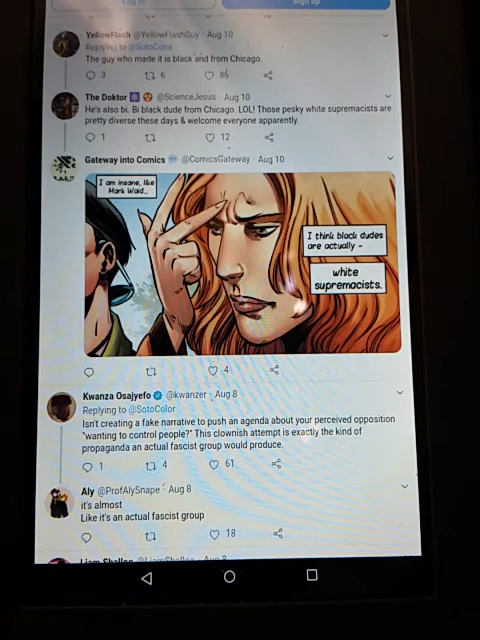 Log in
Sign up
YellowFlash @YellowFlashGuy · Aug 10
Replying to @SotoColor
The guy who made it is black and from Chicago.
3 6 86
The Doktor @ScienceJesus · Aug 10
He's also bi. Bi black dude from Chicago. LOL! Those pesky white supremacists are
pretty diverse these days & welcome everyone apparently.
1 12
Gateway into Comics @ComicsGateway · Aug 10
I am insane, like
Mark Waid...
I think black dudes
are actually -
white
supremacists.
4
Kwanza Osajyefo @kwanzer · Aug 8
Replying to @SotoColor
Isn't creating a fake narrative to push an agenda about your perceived opposition
"wanting to control people?" This clownish attempt is exactly the kind of
propaganda an actual fascist group would produce.
1 4 61
Aly @ProfAlySnape · Aug 8
it's almost
Like it's an actual fascist group
18